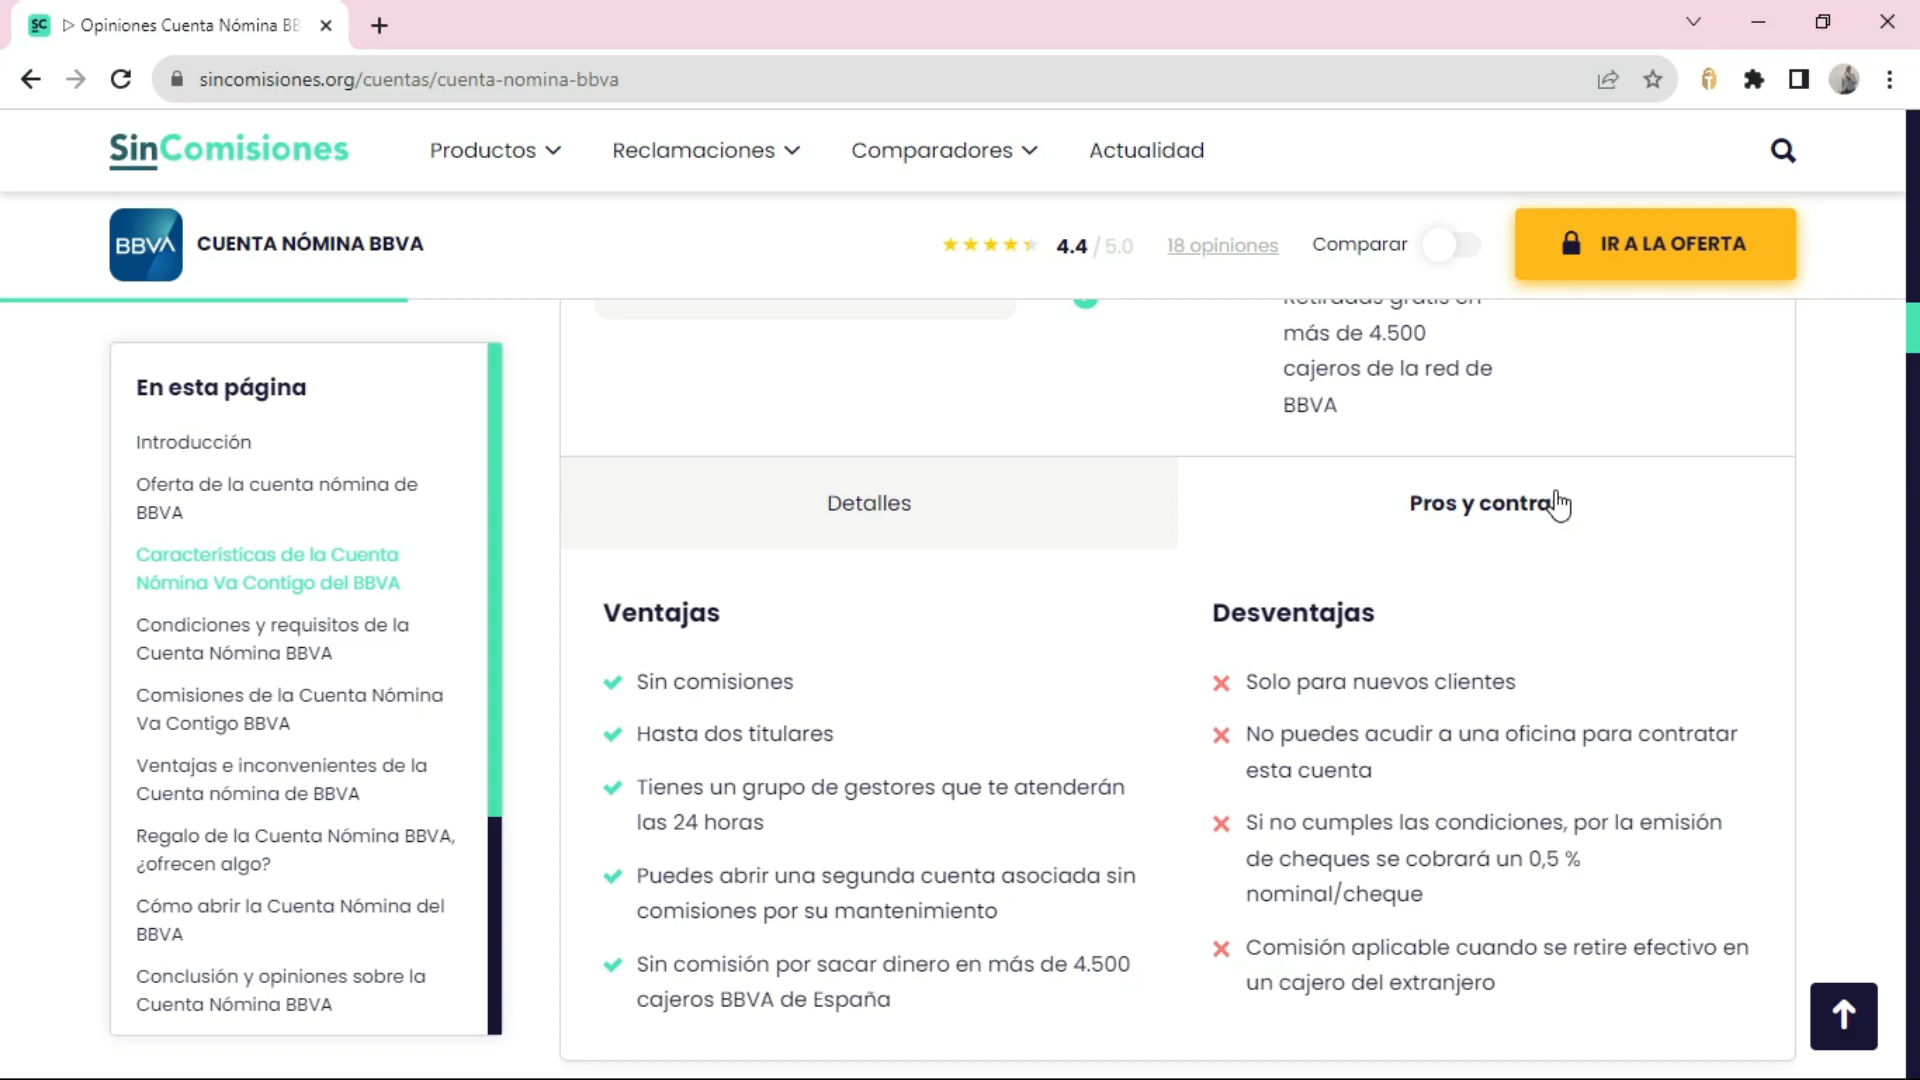 SC ▷ Opiniones Cuenta Nómina BB
sincomisiones.org/cuentas/cuenta-nomina-bbva
SinComisiones
Productos
Reclamaciones
Comparadores
Actualidad
BBVA
CUENTA NÓMINA BBVA
4.4 / 5.0
18 opiniones
Comparar
IR A LA OFERTA
En esta página
Introducción
Oferta de la cuenta nómina de
BBVA
Características de la Cuenta
Nómina Va Contigo del BBVA
Condiciones y requisitos de la
Cuenta Nómina BBVA
Comisiones de la Cuenta Nómina
Va Contigo BBVA
Ventajas e inconvenientes de la
Cuenta nómina de BBVA
Regalo de la Cuenta Nómina BBVA,
¿ofrecen algo?
Cómo abrir la Cuenta Nómina del
BBVA
Conclusión y opiniones sobre la
Cuenta Nómina BBVA
Retiradas gratis en
más de 4.500
cajeros de la red de
BBVA
Detalles
Pros y contra
Ventajas
Sin comisiones
Hasta dos titulares
Tienes un grupo de gestores que te atenderán
las 24 horas
Puedes abrir una segunda cuenta asociada sin
comisiones por su mantenimiento
Sin comisión por sacar dinero en más de 4.500
cajeros BBVA de España
Desventajas
Solo para nuevos clientes
No puedes acudir a una oficina para contratar
esta cuenta
Si no cumples las condiciones, por la emisión
de cheques se cobrará un 0,5 %
nominal/cheque
Comisión aplicable cuando se retire efectivo en
un cajero del extranjero